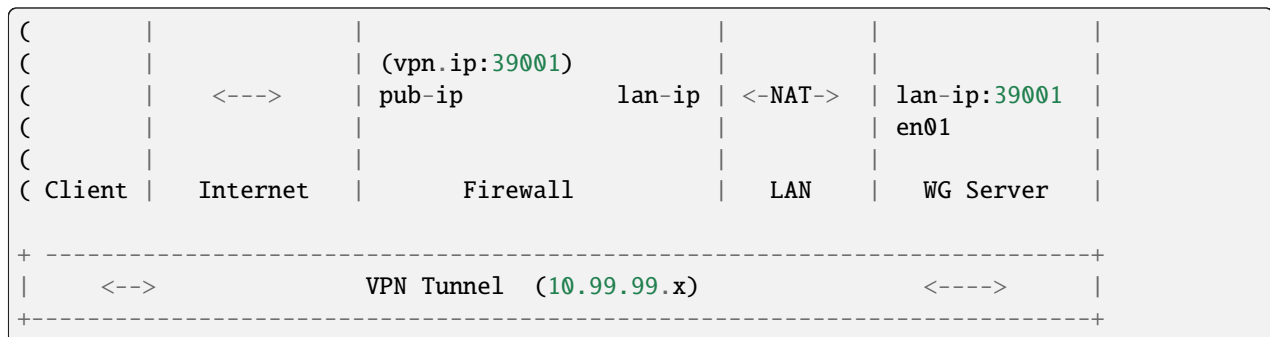 (        |               |                         |          |               |
(        |               | (vpn.ip:39001)          |          |               |
(        |     <--->     | pub-ip           lan-ip | <-NAT->  | lan-ip:39001  |
(        |               |                         |          | en01          |
(        |               |                         |          |               |
( Client |   Internet    |       Firewall          |   LAN    |   WG Server   |
+ ---------------------------------------------------------------------------+
|     <-->               VPN Tunnel  (10.99.99.x)                <---->      |
+----------------------------------------------------------------------------+